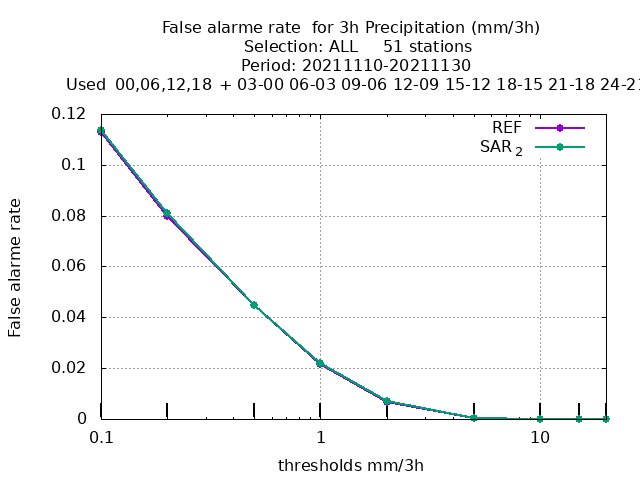 False alarme rate  for 3h Precipitation (mm/3h)
Selection: ALL     51 stations
Period: 20211110-20211130
Used  00,06,12,18  + 03-00 06-03 09-06 12-09  15-12 18-15 21-18 24-21
REF
SAR 2
0.12
0.1
0.08
0.06
0.04
0.02
0
False alarme rate
0.1
1
10
thresholds mm/3h